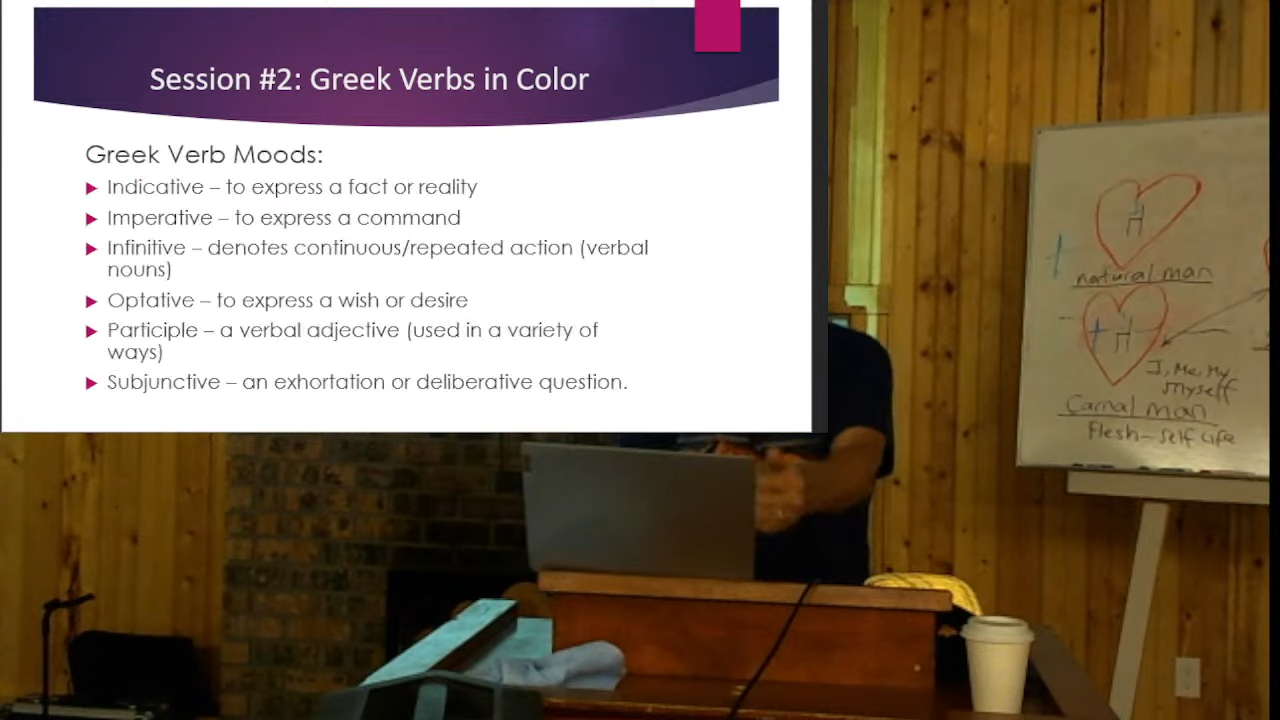 Session #2: Greek Verbs in Color
Greek Verb Moods:
Indicative – to express a fact or reality
Imperative – to express a command
Infinitive – denotes continuous/repeated action (verbal
nouns)
Optative – to express a wish or desire
Participle – a verbal adjective (used in a variety of
ways)
Subjunctive – an exhortation or deliberative question.
H
natural man
H
I, Me, My
Myself
Carnal man
Flesh - Self Life